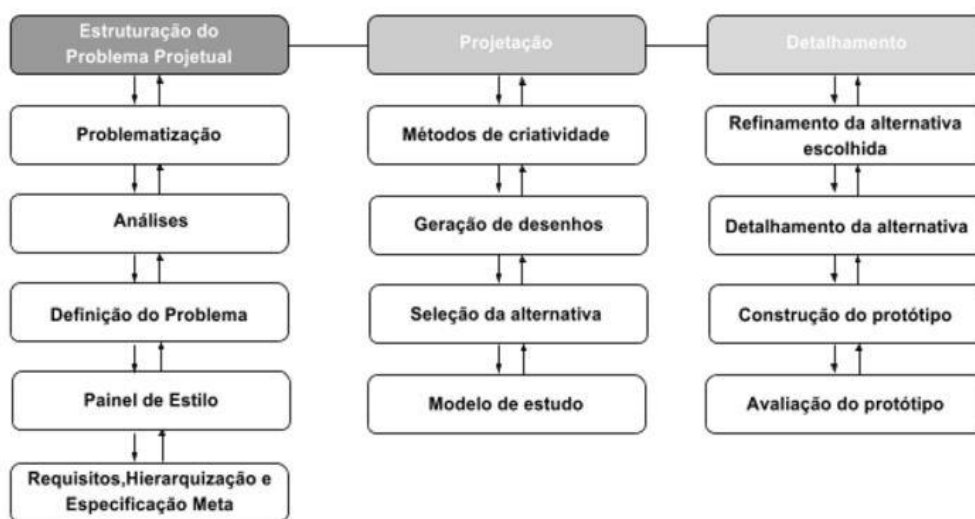 Estruturação do
Problema Projetual
Projetação
Detalhamento
Problematização
Métodos de criatividade
Refinamento da alternativa
escolhida
Análises
Geração de desenhos
Detalhamento da alternativa
Definição do Problema
Seleção da alternativa
Construção do protótipo
Painel de Estilo
Modelo de estudo
Avaliação do protótipo
Requisitos,Hierarquização e
Especificação Meta